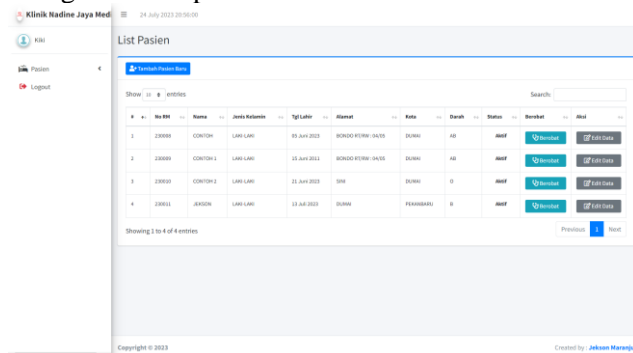 Klinik Nadine Jaya Medi
24 July 2023 20:56:00
Kiki
Pasien
Logout
List Pasien
Tambah Pasien Baru
Show 10 entries
Search:
# No RM Nama Jenis Kelamin Tgl Lahir Alamat Kota Darah Status Berobat Aksi
1 230008 CONTOH LAKI-LAKI 05 Juni 2023 BONDO RT/RW : 04/05 DUMAI AB Aktif Berobat Edit Data
2 230009 CONTOH 1 LAKI-LAKI 15 Juni 2011 BONDO RT/RW : 04/05 DUMAI AB Aktif Berobat Edit Data
3 230010 CONTOH 2 LAKI-LAKI 21 Juni 2023 SINI DUMAI O Aktif Berobat Edit Data
4 230011 JEKSON LAKI-LAKI 13 Juli 2023 DUMAI PEKANBARU B Aktif Berobat Edit Data
Showing 1 to 4 of 4 entries
Previous 1 Next
Copyright © 2023
Created by : Jekson Maranju